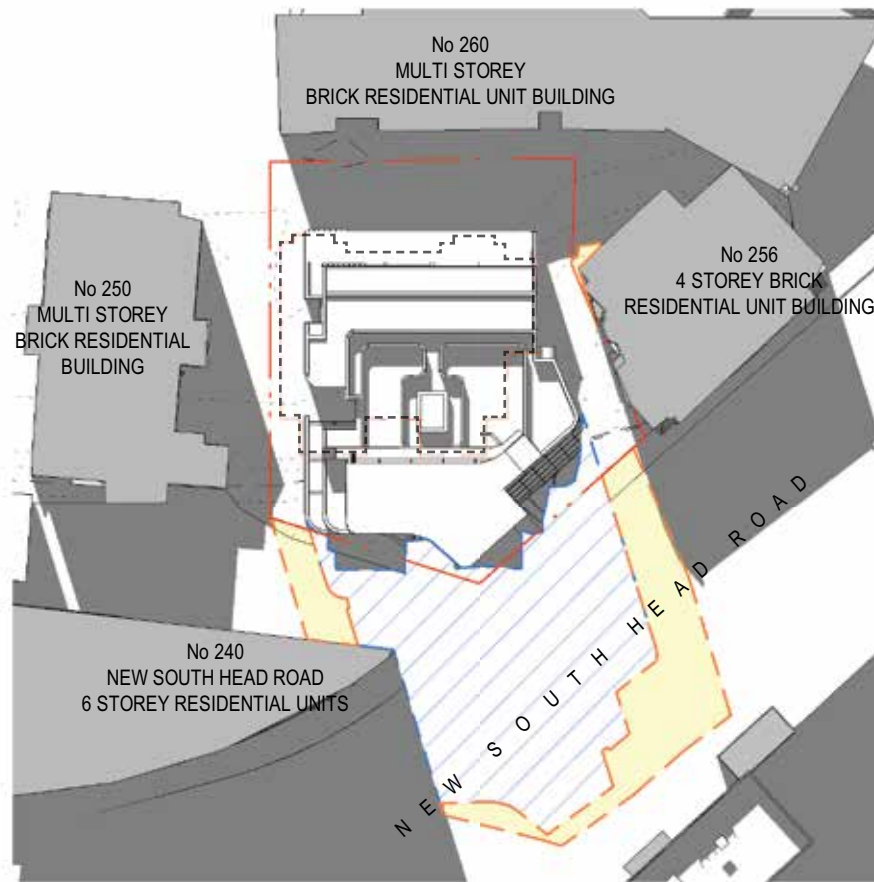 No 260
MULTI STOREY
BRICK RESIDENTIAL UNIT BUILDING
No 256
4 STOREY BRICK
RESIDENTIAL UNIT BUILDING
No 250
MULTI STOREY
BRICK RESIDENTIAL
BUILDING
No 240
NEW SOUTH HEAD ROAD
6 STOREY RESIDENTIAL UNITS
NEW SOUTH HEAD ROAD